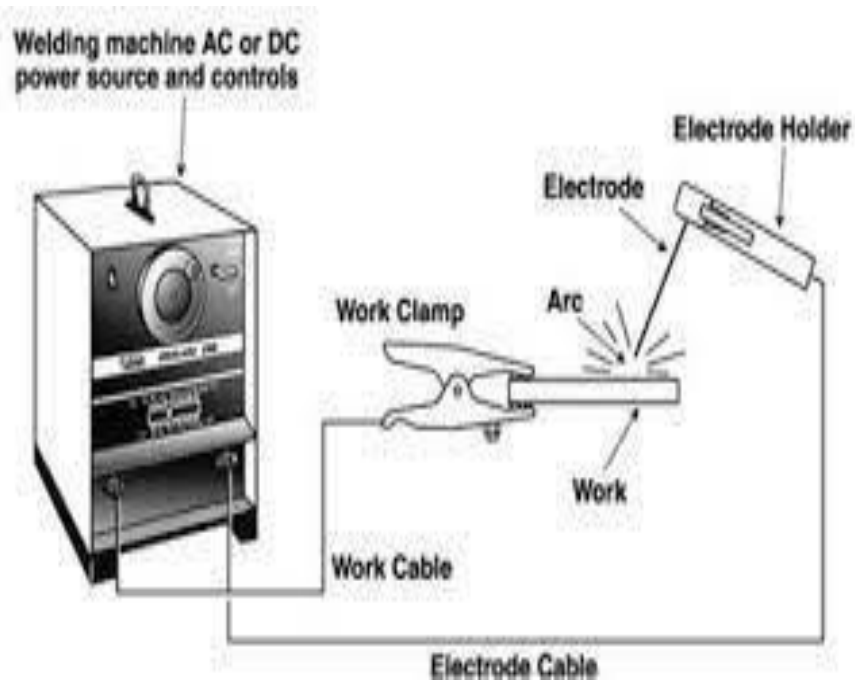 Welding machine AC or DC
power source and controls
Electrode Holder
Electrode
Arc
Work Clamp
Work
Work Cable
Electrode Cable